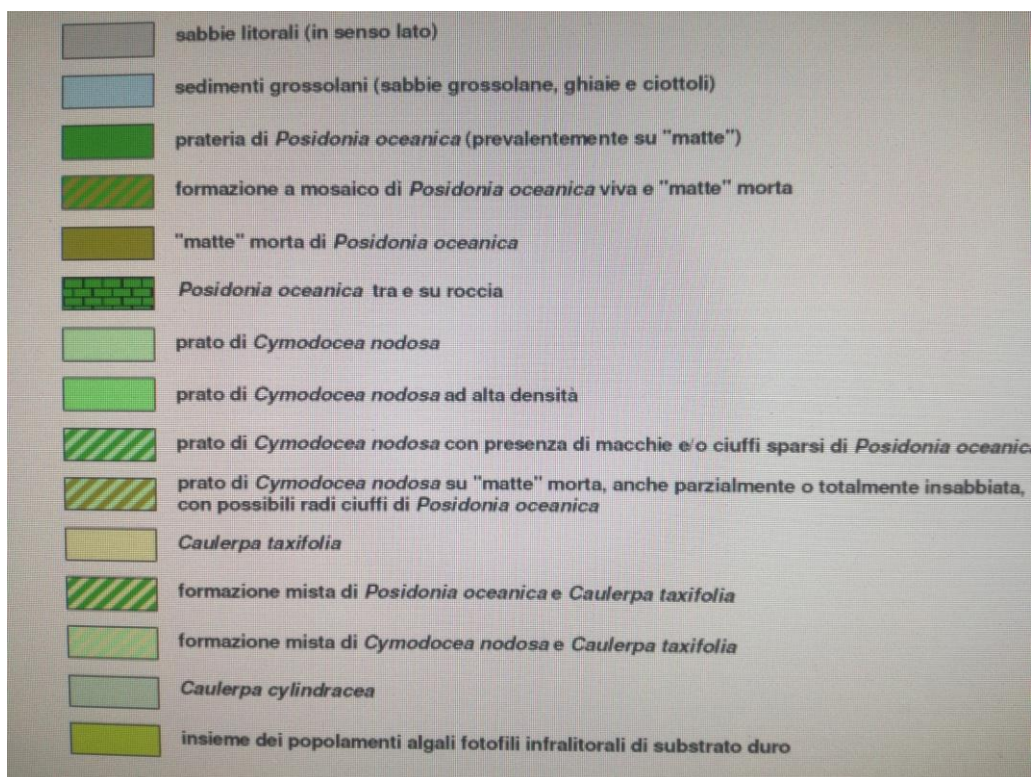 sabbie litorali (in senso lato)
sedimenti grossolani (sabbie grossolane, ghiaie e ciottoli)
prateria di Posidonia oceanica (prevalentemente su "matte")
formazione a mosaico di Posidonia oceanica viva e "matte" morta
"matte" morta di Posidonia oceanica
Posidonia oceanica tra e su roccia
prato di Cymodocea nodosa
prato di Cymodocea nodosa ad alta densità
prato di Cymodocea nodosa con presenza di macchie e/o ciuffi sparsi di Posidonia oceanica
prato di Cymodocea nodosa su "matte" morta, anche parzialmente o totalmente insabbiata,
con possibili radi ciuffi di Posidonia oceanica
Caulerpa taxifolia
formazione mista di Posidonia oceanica e Caulerpa taxifolia
formazione mista di Cymodocea nodosa e Caulerpa taxifolia
Caulerpa cylindracea
insieme dei popolamenti algali fotofili infralitorali di substrato duro